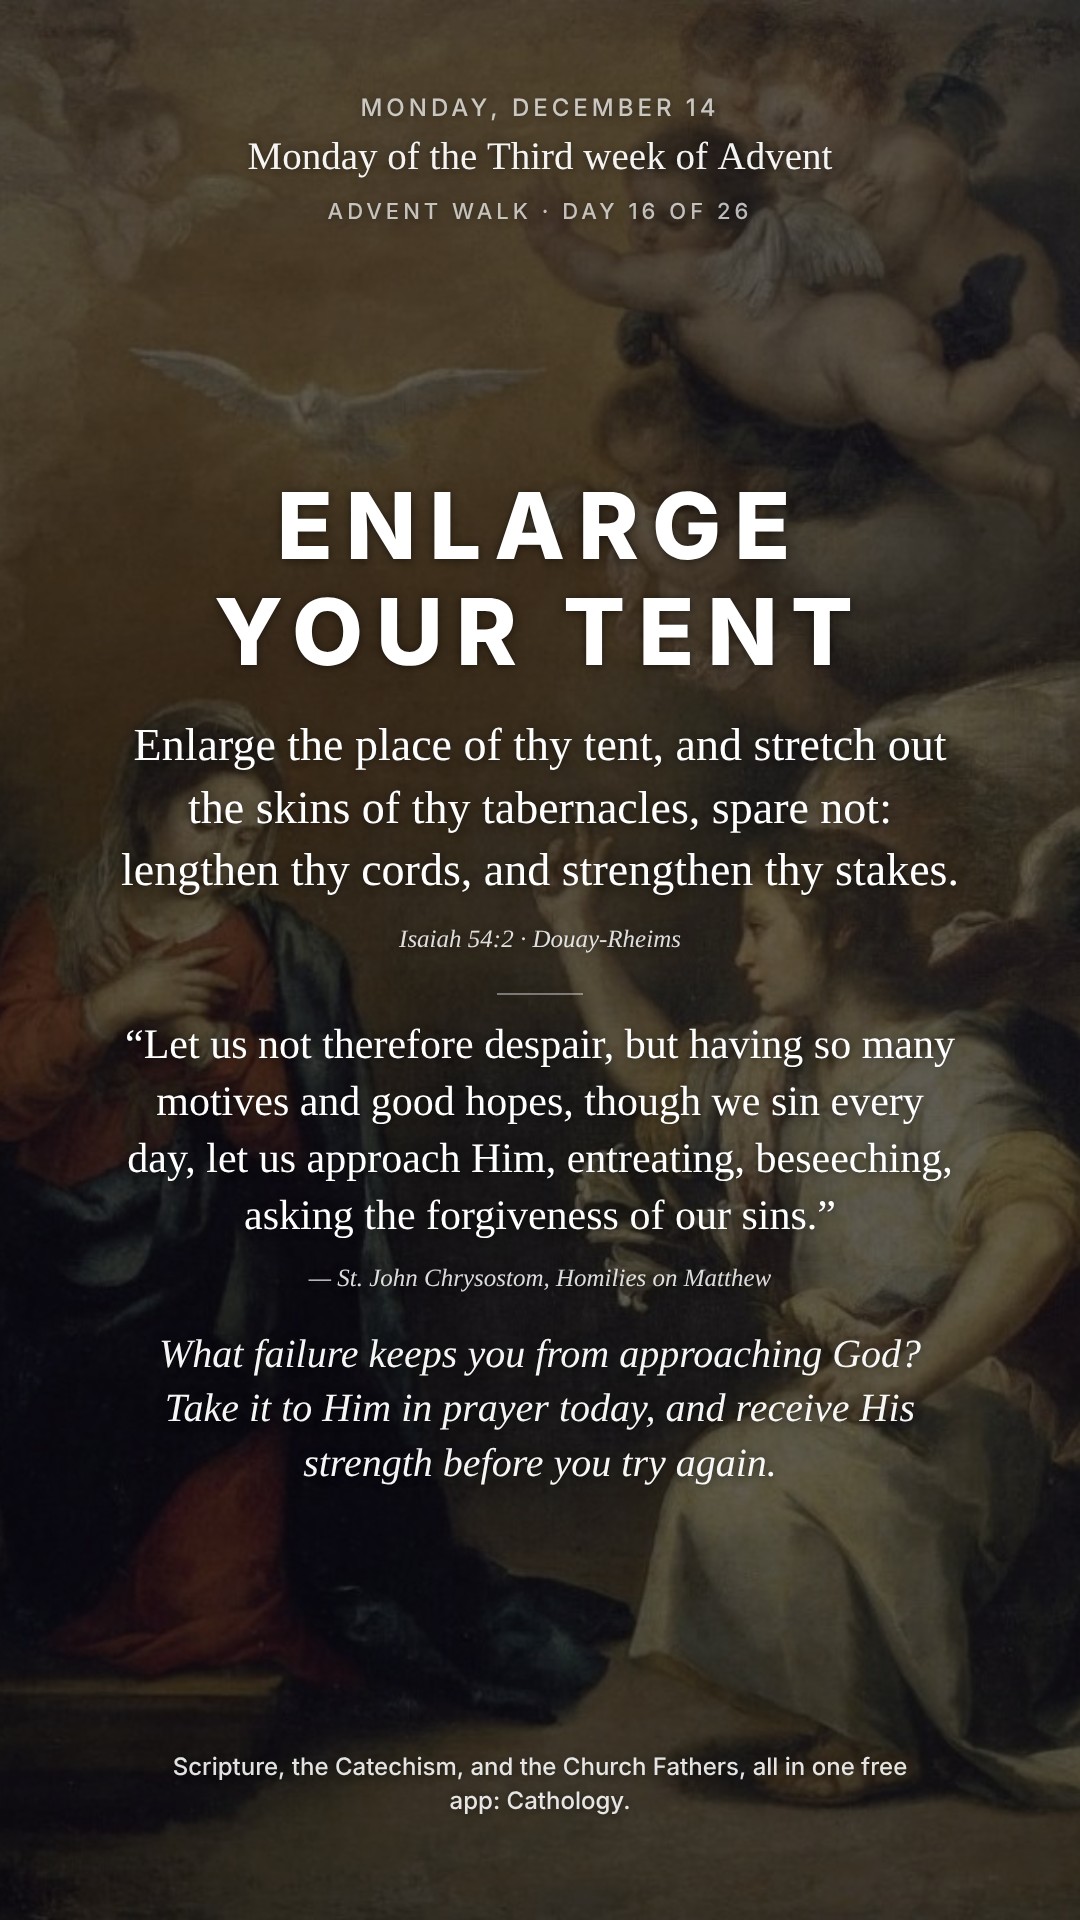 MONDAY, DECEMBER 14
Monday of the Third week of Advent
ADVENT WALK · DAY 16 OF 26
ENLARGE
YOUR TENT
Enlarge the place of thy tent, and stretch out
the skins of thy tabernacles, spare not:
lengthen thy cords, and strengthen thy stakes.
Isaiah 54:2 · Douay-Rheims
“Let us not therefore despair, but having so many
motives and good hopes, though we sin every
day, let us approach Him, entreating, beseeching,
asking the forgiveness of our sins.”
— St. John Chrysostom, Homilies on Matthew
What failure keeps you from approaching God?
Take it to Him in prayer today, and receive His
strength before you try again.
Scripture, the Catechism, and the Church Fathers, all in one free
app: Cathology.